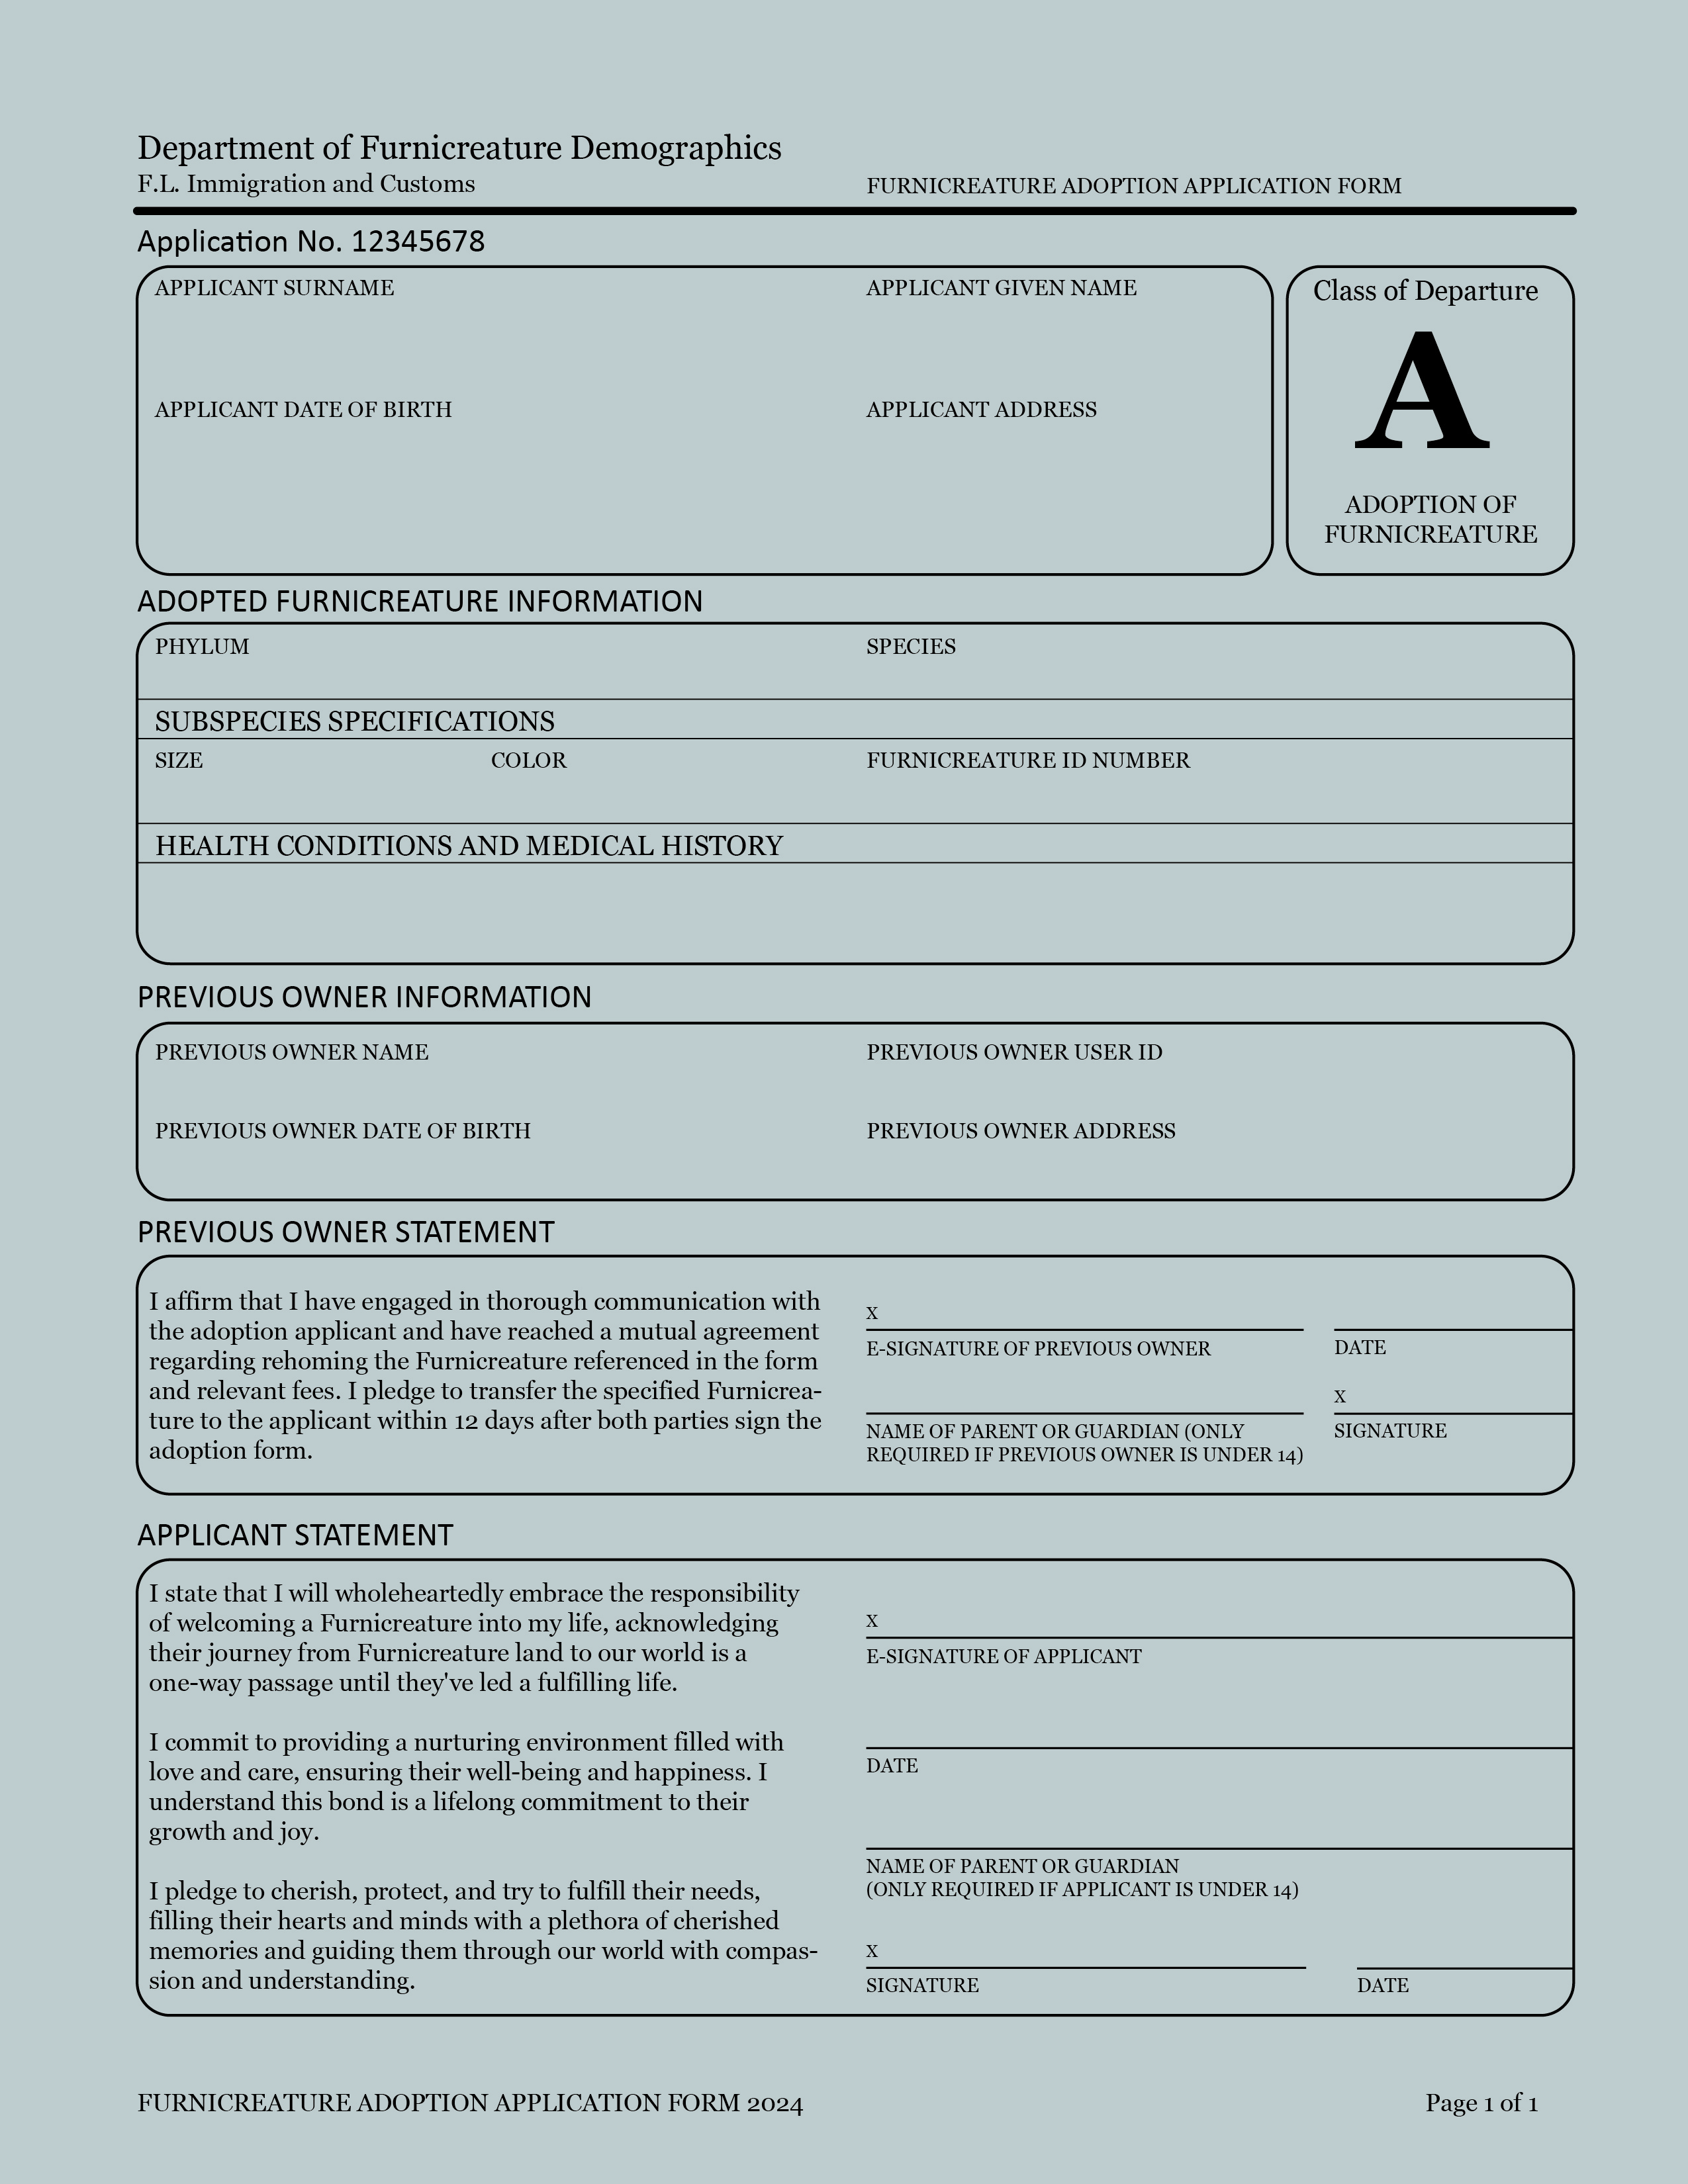 Department of Furnicreature Demographics
F.L. Immigration and Customs
FURNICREATURE ADOPTION APPLICATION FORM
Application No. 12345678
APPLICANT SURNAME
APPLICANT GIVEN NAME
APPLICANT DATE OF BIRTH
APPLICANT ADDRESS
Class of Departure
A
ADOPTION OF
FURNICREATURE
ADOPTED FURNICREATURE INFORMATION
PHYLUM
SPECIES
SUBSPECIES SPECIFICATIONS
SIZE
COLOR
FURNICREATURE ID NUMBER
HEALTH CONDITIONS AND MEDICAL HISTORY
PREVIOUS OWNER INFORMATION
PREVIOUS OWNER NAME
PREVIOUS OWNER USER ID
PREVIOUS OWNER DATE OF BIRTH
PREVIOUS OWNER ADDRESS
PREVIOUS OWNER STATEMENT
I affirm that I have engaged in thorough communication with
the adoption applicant and have reached a mutual agreement
regarding rehoming the Furnicreature referenced in the form
and relevant fees. I pledge to transfer the specified Furnicrea-
ture to the applicant within 12 days after both parties sign the
adoption form.
X
E-SIGNATURE OF PREVIOUS OWNER
DATE
NAME OF PARENT OR GUARDIAN (ONLY
REQUIRED IF PREVIOUS OWNER IS UNDER 14)
X
SIGNATURE
APPLICANT STATEMENT
I state that I will wholeheartedly embrace the responsibility
of welcoming a Furnicreature into my life, acknowledging
their journey from Furnicreature land to our world is a
one-way passage until they've led a fulfilling life.
I commit to providing a nurturing environment filled with
love and care, ensuring their well-being and happiness. I
understand this bond is a lifelong commitment to their
growth and joy.
I pledge to cherish, protect, and try to fulfill their needs,
filling their hearts and minds with a plethora of cherished
memories and guiding them through our world with compas-
sion and understanding.
X
E-SIGNATURE OF APPLICANT
DATE
NAME OF PARENT OR GUARDIAN
(ONLY REQUIRED IF APPLICANT IS UNDER 14)
X
SIGNATURE
DATE
FURNICREATURE ADOPTION APPLICATION FORM 2024
Page 1 of 1